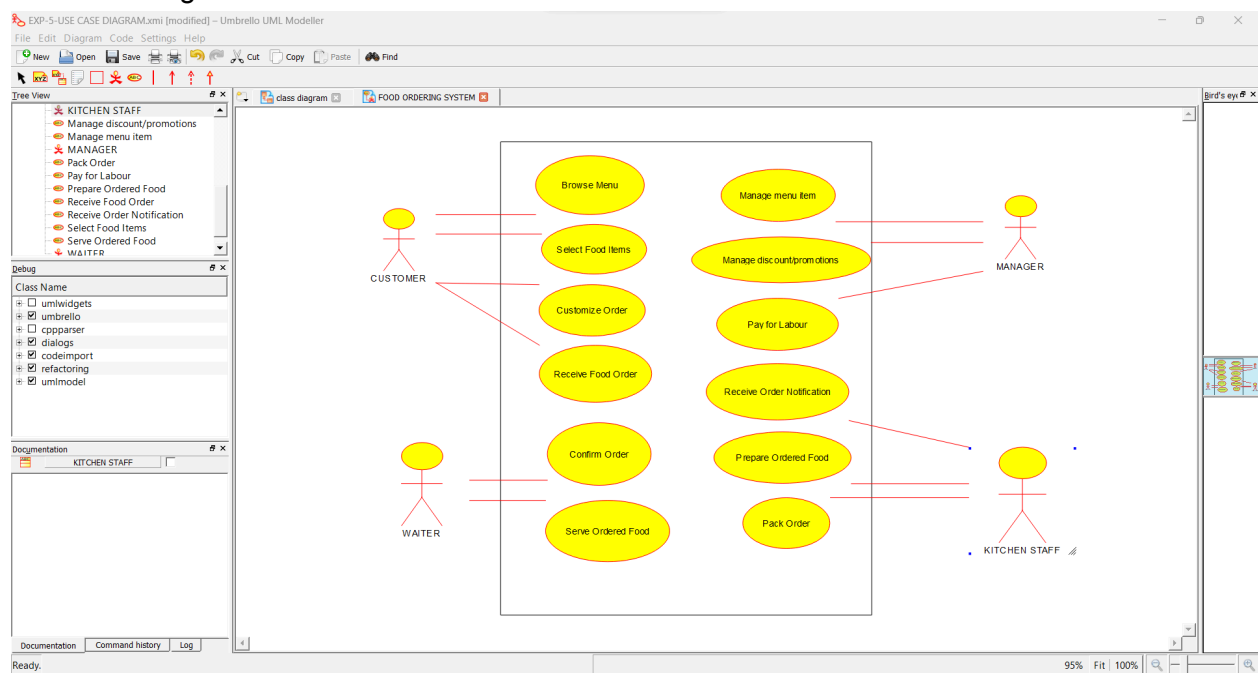 EXP-5-USE CASE DIAGRAM.xmi [modified] – Umbrello UML Modeller
File Edit Diagram Code Settings Help
New Open Save Cut Copy Paste Find
XYZ ABC
Tree View
class diagram FOOD ORDERING SYSTEM
Bird's eye
KITCHEN STAFF
Manage discount/promotions
Manage menu item
MANAGER
Pack Order
Pay for Labour
Prepare Ordered Food
Receive Food Order
Receive Order Notification
Select Food Items
Serve Ordered Food
WAITER
Debug
Class Name
umlwidgets
umbrello
cppparser
dialogs
codeimport
refactoring
umlmodel
Documentation
KITCHEN STAFF
Documentation Command history Log
Browse Menu
Select Food Items
Customize Order
Receive Food Order
Confirm Order
Serve Ordered Food
Manage menu item
Manage discount/promotions
Pay for Labour
Receive Order Notification
Prepare Ordered Food
Pack Order
CUSTOMER
WAITER
MANAGER
KITCHEN STAFF
Ready.
95% Fit 100%